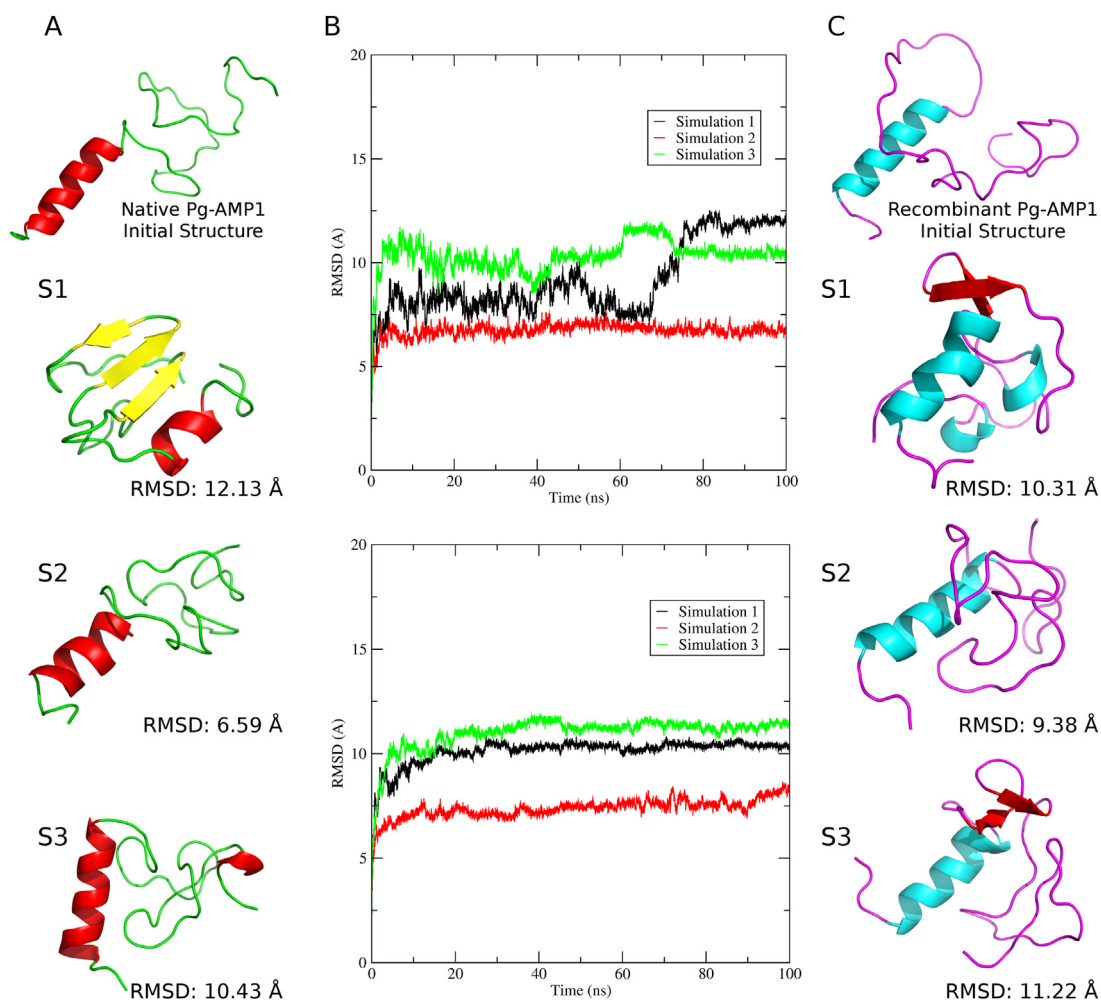 A
Native Pg-AMP1
Initial Structure
S1
RMSD: 12.13 Å
S2
RMSD: 6.59 Å
S3
RMSD: 10.43 Å
B
20
15
10
5
0
RMSD (A)
Simulation 1
Simulation 2
Simulation 3
0 20 40 60 80 100
Time (ns)
20
15
10
5
0
RMSD (A)
Simulation 1
Simulation 2
Simulation 3
0 20 40 60 80 100
Time (ns)
C
Recombinant Pg-AMP1
Initial Structure
S1
RMSD: 10.31 Å
S2
RMSD: 9.38 Å
S3
RMSD: 11.22 Å